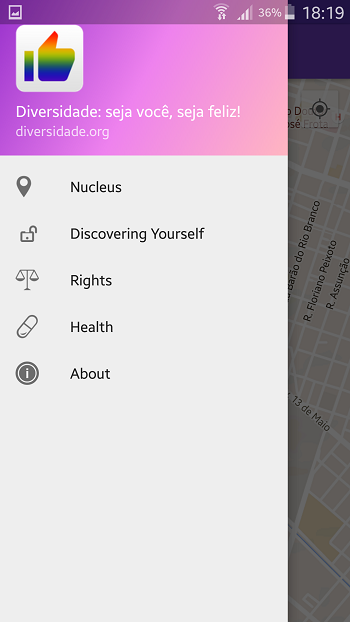 36% 18:19
Diversidade: seja você, seja feliz!
diversidade.org
Nucleus
Discovering Yourself
Rights
Health
About
Barão do Rio Branco
R. Floriano Peixoto
R. Assunção
13 de Maio